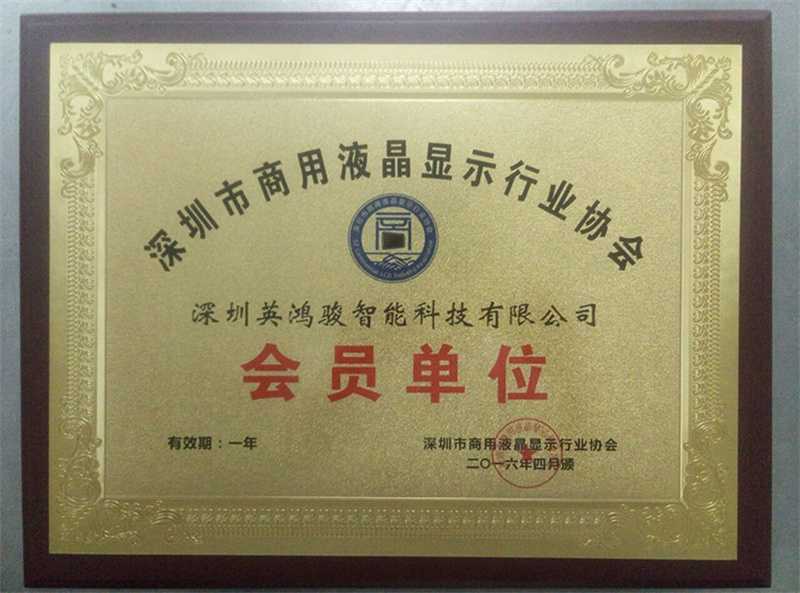 深圳市商用液晶显示行业协会
深圳英鸿骏智能科技有限公司
会员单位
有效期：一年
深圳市商用液晶显示行业协会
二〇一六年四月颁